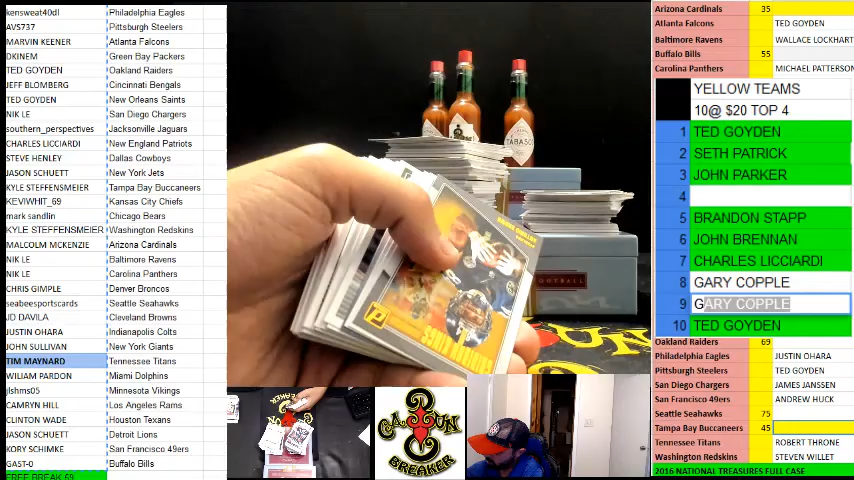 kensweat40dl Philadelphia Eagles
AVS737 Pittsburgh Steelers
MARVIN KEENER Atlanta Falcons
DKINEM Green Bay Packers
TED GOYDEN Oakland Raiders
JEFF BLOMBERG Cincinnati Bengals
TED GOYDEN New Orleans Saints
NIK LE San Diego Chargers
southern_perspectives Jacksonville Jaguars
CHARLES LICCIARDI New England Patriots
STEVE HENLEY Dallas Cowboys
JASON SCHUETT New York Jets
KYLE STEFFENSMEIER Tampa Bay Buccaneers
KEVIWHIT_69 Kansas City Chiefs
mark sandlin Chicago Bears
KYLE STEFFENSMEIER Washington Redskins
MALCOLM MCKENZIE Arizona Cardinals
NIK LE Baltimore Ravens
NIK LE Carolina Panthers
CHRIS GIMPLE Denver Broncos
seabeesportscards Seattle Seahawks
JD DAVILA Cleveland Browns
JUSTIN OHARA Indianapolis Colts
JOHN SULLIVAN New York Giants
TIM MAYNARD Tennessee Titans
WILIAM PARDON Miami Dolphins
jlshms05 Minnesota Vikings
CAMRYN HILL Los Angeles Rams
CLINTON WADE Houston Texans
JASON SCHUETT Detroit Lions
KORY SCHIMKE San Francisco 49ers
GAST-0 Buffalo Bills
FREE BREAK 59
TABASCO
FOOTBALL
CAJUN
BREAKER
Arizona Cardinals 35
Atlanta Falcons TED GOYDEN
Baltimore Ravens WALLACE LOCKHART
Buffalo Bills 55
Carolina Panthers MICHAEL PATTERSON
YELLOW TEAMS
10@ $20 TOP 4
1 TED GOYDEN
2 SETH PATRICK
3 JOHN PARKER
4
5 BRANDON STAPP
6 JOHN BRENNAN
7 CHARLES LICCIARDI
8 GARY COPPLE
9 GARY COPPLE
10 TED GOYDEN
Oakland Raiders 69
Philadelphia Eagles JUSTIN OHARA
Pittsburgh Steelers TED GOYDEN
San Diego Chargers JAMES JANSSEN
San Francisco 49ers ANDREW HUCK
Seattle Seahawks 75
Tampa Bay Buccaneers 45
Tennessee Titans ROBERT THRONE
Washington Redskins STEVEN WILLET
2016 NATIONAL TREASURES FULL CASE